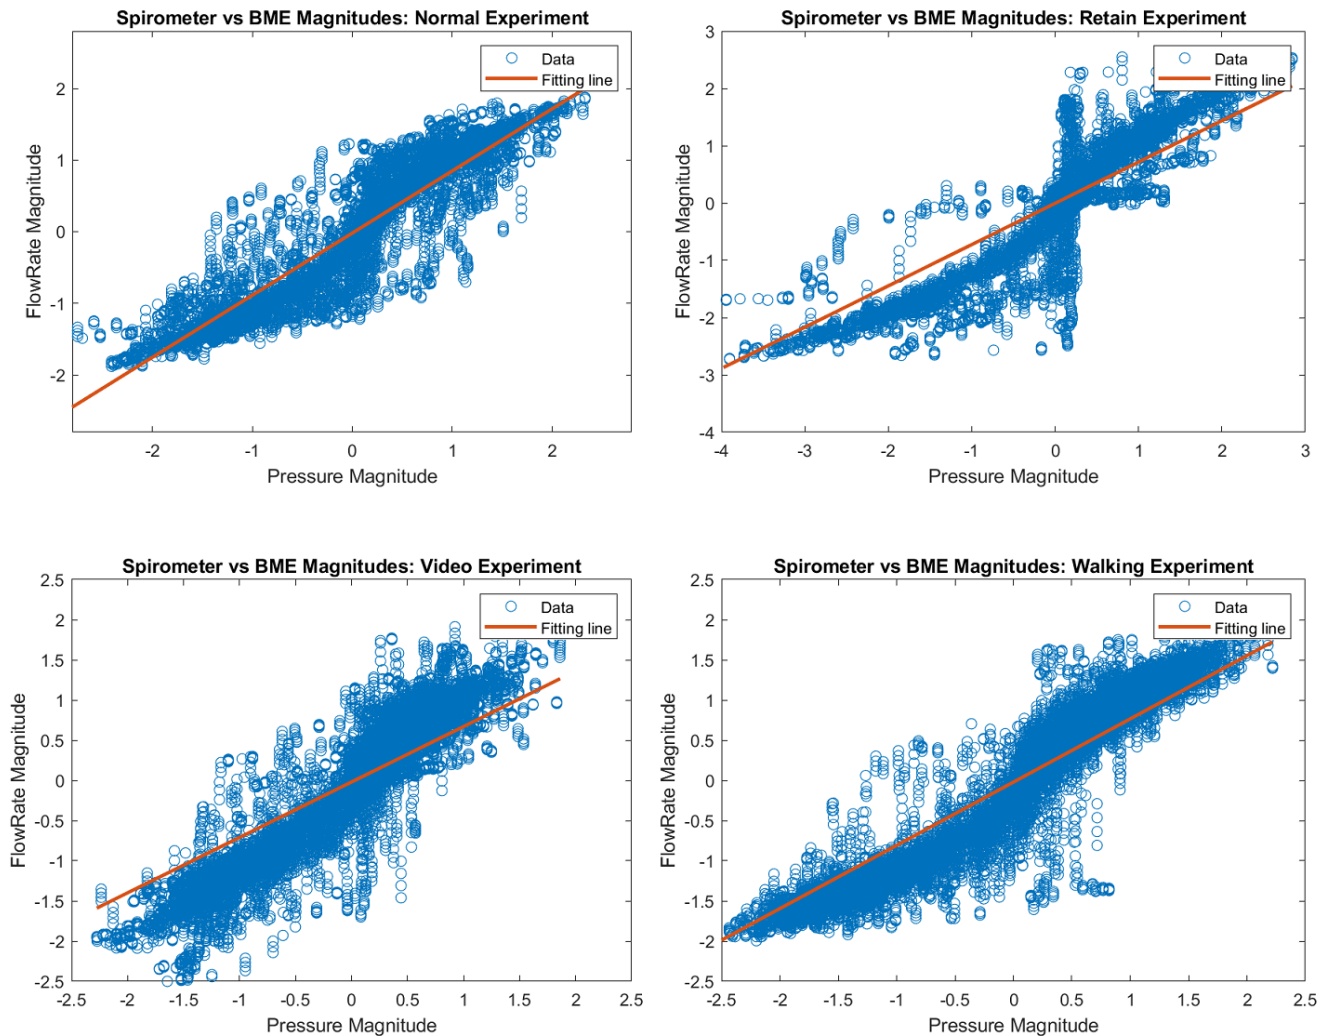 Spirometer vs BME Magnitudes: Normal Experiment
Data
Fitting line
2
1
0
-1
-2
FlowRate Magnitude
-2 -1 0 1 2
Pressure Magnitude
Spirometer vs BME Magnitudes: Retain Experiment
Data
Fitting line
3
2
1
0
-1
-2
-3
-4
FlowRate Magnitude
-4 -3 -2 -1 0 1 2 3
Pressure Magnitude
Spirometer vs BME Magnitudes: Video Experiment
Data
Fitting line
2.5
2
1.5
1
0.5
0
-0.5
-1
-1.5
-2
-2.5
FlowRate Magnitude
-2.5 -2 -1.5 -1 -0.5 0 0.5 1 1.5 2 2.5
Pressure Magnitude
Spirometer vs BME Magnitudes: Walking Experiment
Data
Fitting line
2.5
2
1.5
1
0.5
0
-0.5
-1
-1.5
-2
-2.5
FlowRate Magnitude
-2.5 -2 -1.5 -1 -0.5 0 0.5 1 1.5 2 2.5
Pressure Magnitude